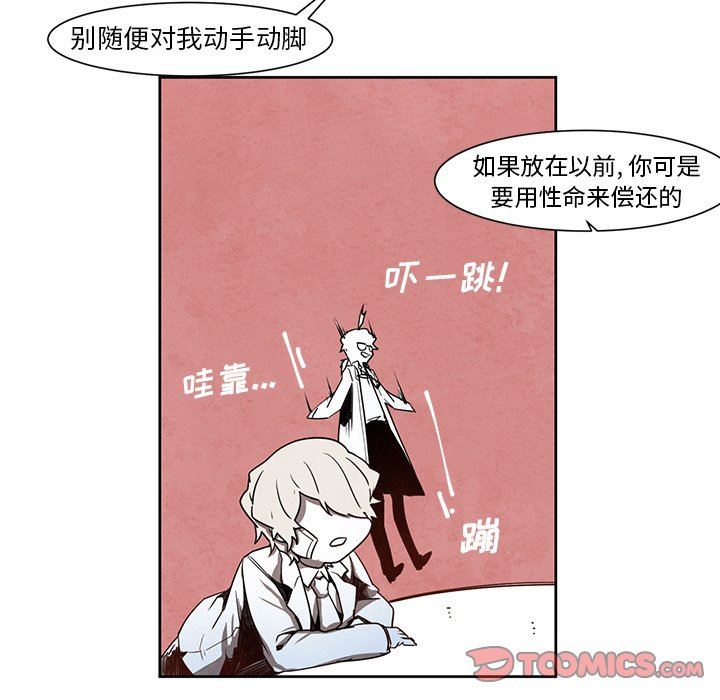 别随便对我动手动脚
如果放在以前,你可是
要用性命来偿还的
吓一跳!
哇靠...
蹦
TOOMICS.COM